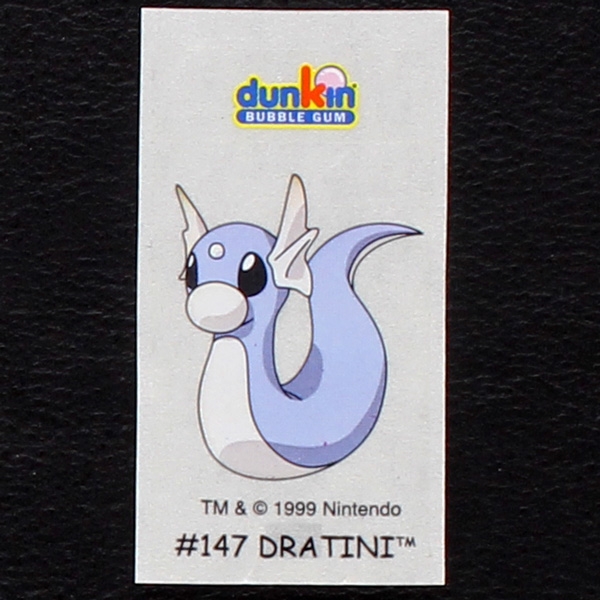 dunkin
BUBBLE GUM
TM & © 1999 Nintendo
#147 DRATINI™